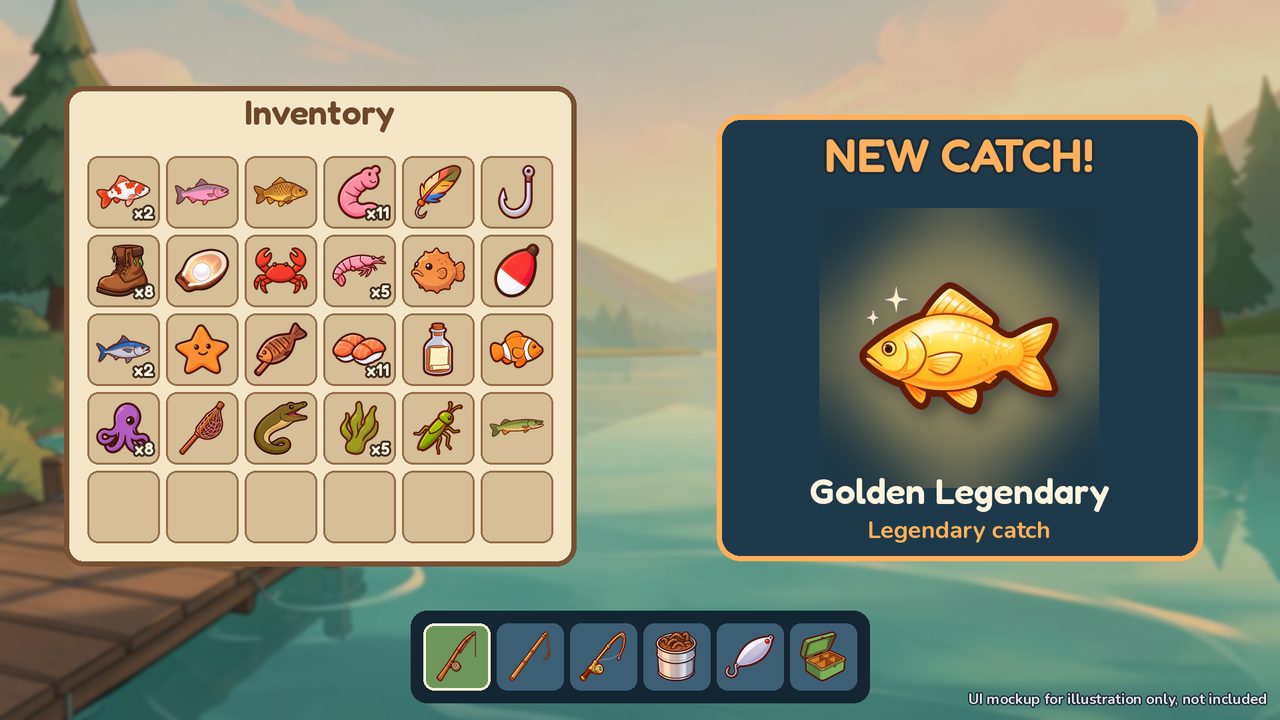 Inventory
x2
x11
x8
x5
x2
x11
x8
x5
NEW CATCH!
Golden Legendary
Legendary catch
UI mockup for illustration only, not included